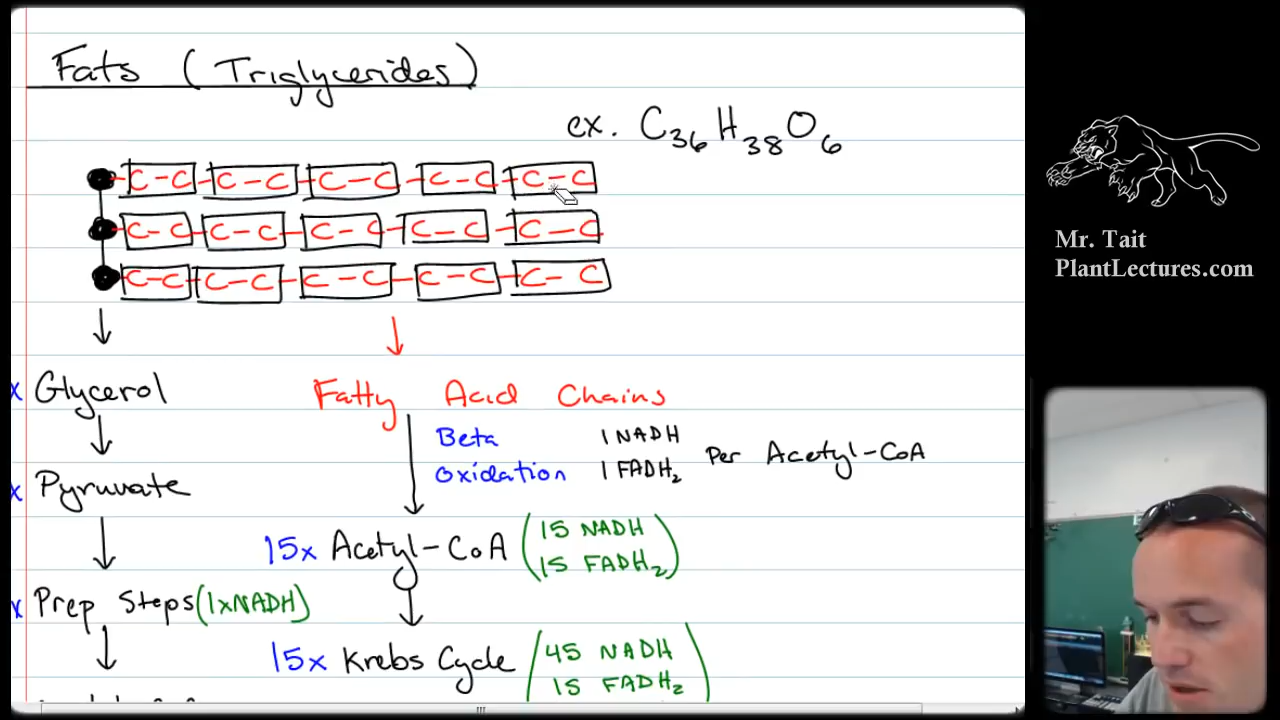 Fats (Triglycerides)
ex. C36H38O6
C-C-C-C-C-C-C-C-C-C
C-C-C-C-C-C-C-C-C-C
C-C-C-C-C-C-C-C-C-C
Mr. Tait
PlantLectures.com
x Glycerol
Fatty Acid Chains
Beta 1 NADH
Oxidation 1 FADH2 Per Acetyl-CoA
x Pyruvate
15x Acetyl-CoA (15 NADH
15 FADH2)
x Prep Steps (1xNADH)
15x Krebs Cycle (45 NADH
15 FADH2